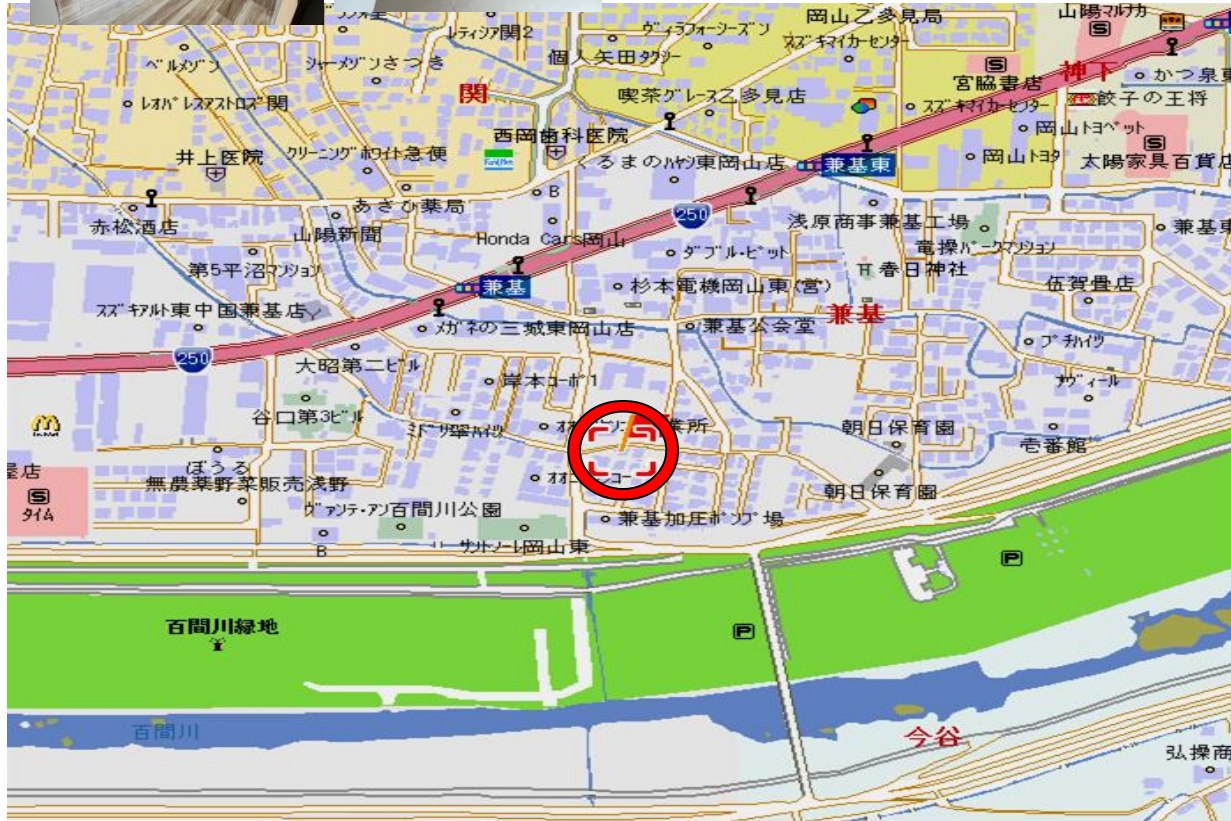 岡山乙多見局
山陽マルナカ
レティシア関2
ヴィラフォーシーズン
スズキマイカーセンター
個人矢田タクシー
ベルメゾン
シャーメゾンさつき
関
宮脇書店
神下
かつ泉東
レオパレスアストロズ関
喫茶グレース乙多見店
スズキマイカーセンター
餃子の王将
岡山トヨペット
西岡歯科医院
井上医院
クリーニングホワイト急便
くるまのハヤシ東岡山店
兼基東
岡山トヨタ
太陽家具百貨店
B
あさひ薬局
250
赤松酒店
山陽新聞
Honda Cars岡山
浅原商事兼基工場
兼基東
ダブル・ピット
竜操パークマンション
第5平沼マンション
春日神社
兼基
杉本電機岡山東(営)
伍賀畳店
スズキアルト東中国兼基店
メガネの三城東岡山店
兼基公会堂
兼基
プチハイツ
250
大昭第二ビル
岸本コーポ1
谷口第3ビル
ミドリ翠ハイツ
業所
朝日保育園
壱番館
ぼうる
無農薬野菜販売浅野
屋店
タイム
914
ヴァンテ・アン百間川公園
朝日保育園
兼基加圧ポンプ場
B
サントノーレ岡山東
P
百間川緑地
P
百間川
今谷
弘操商